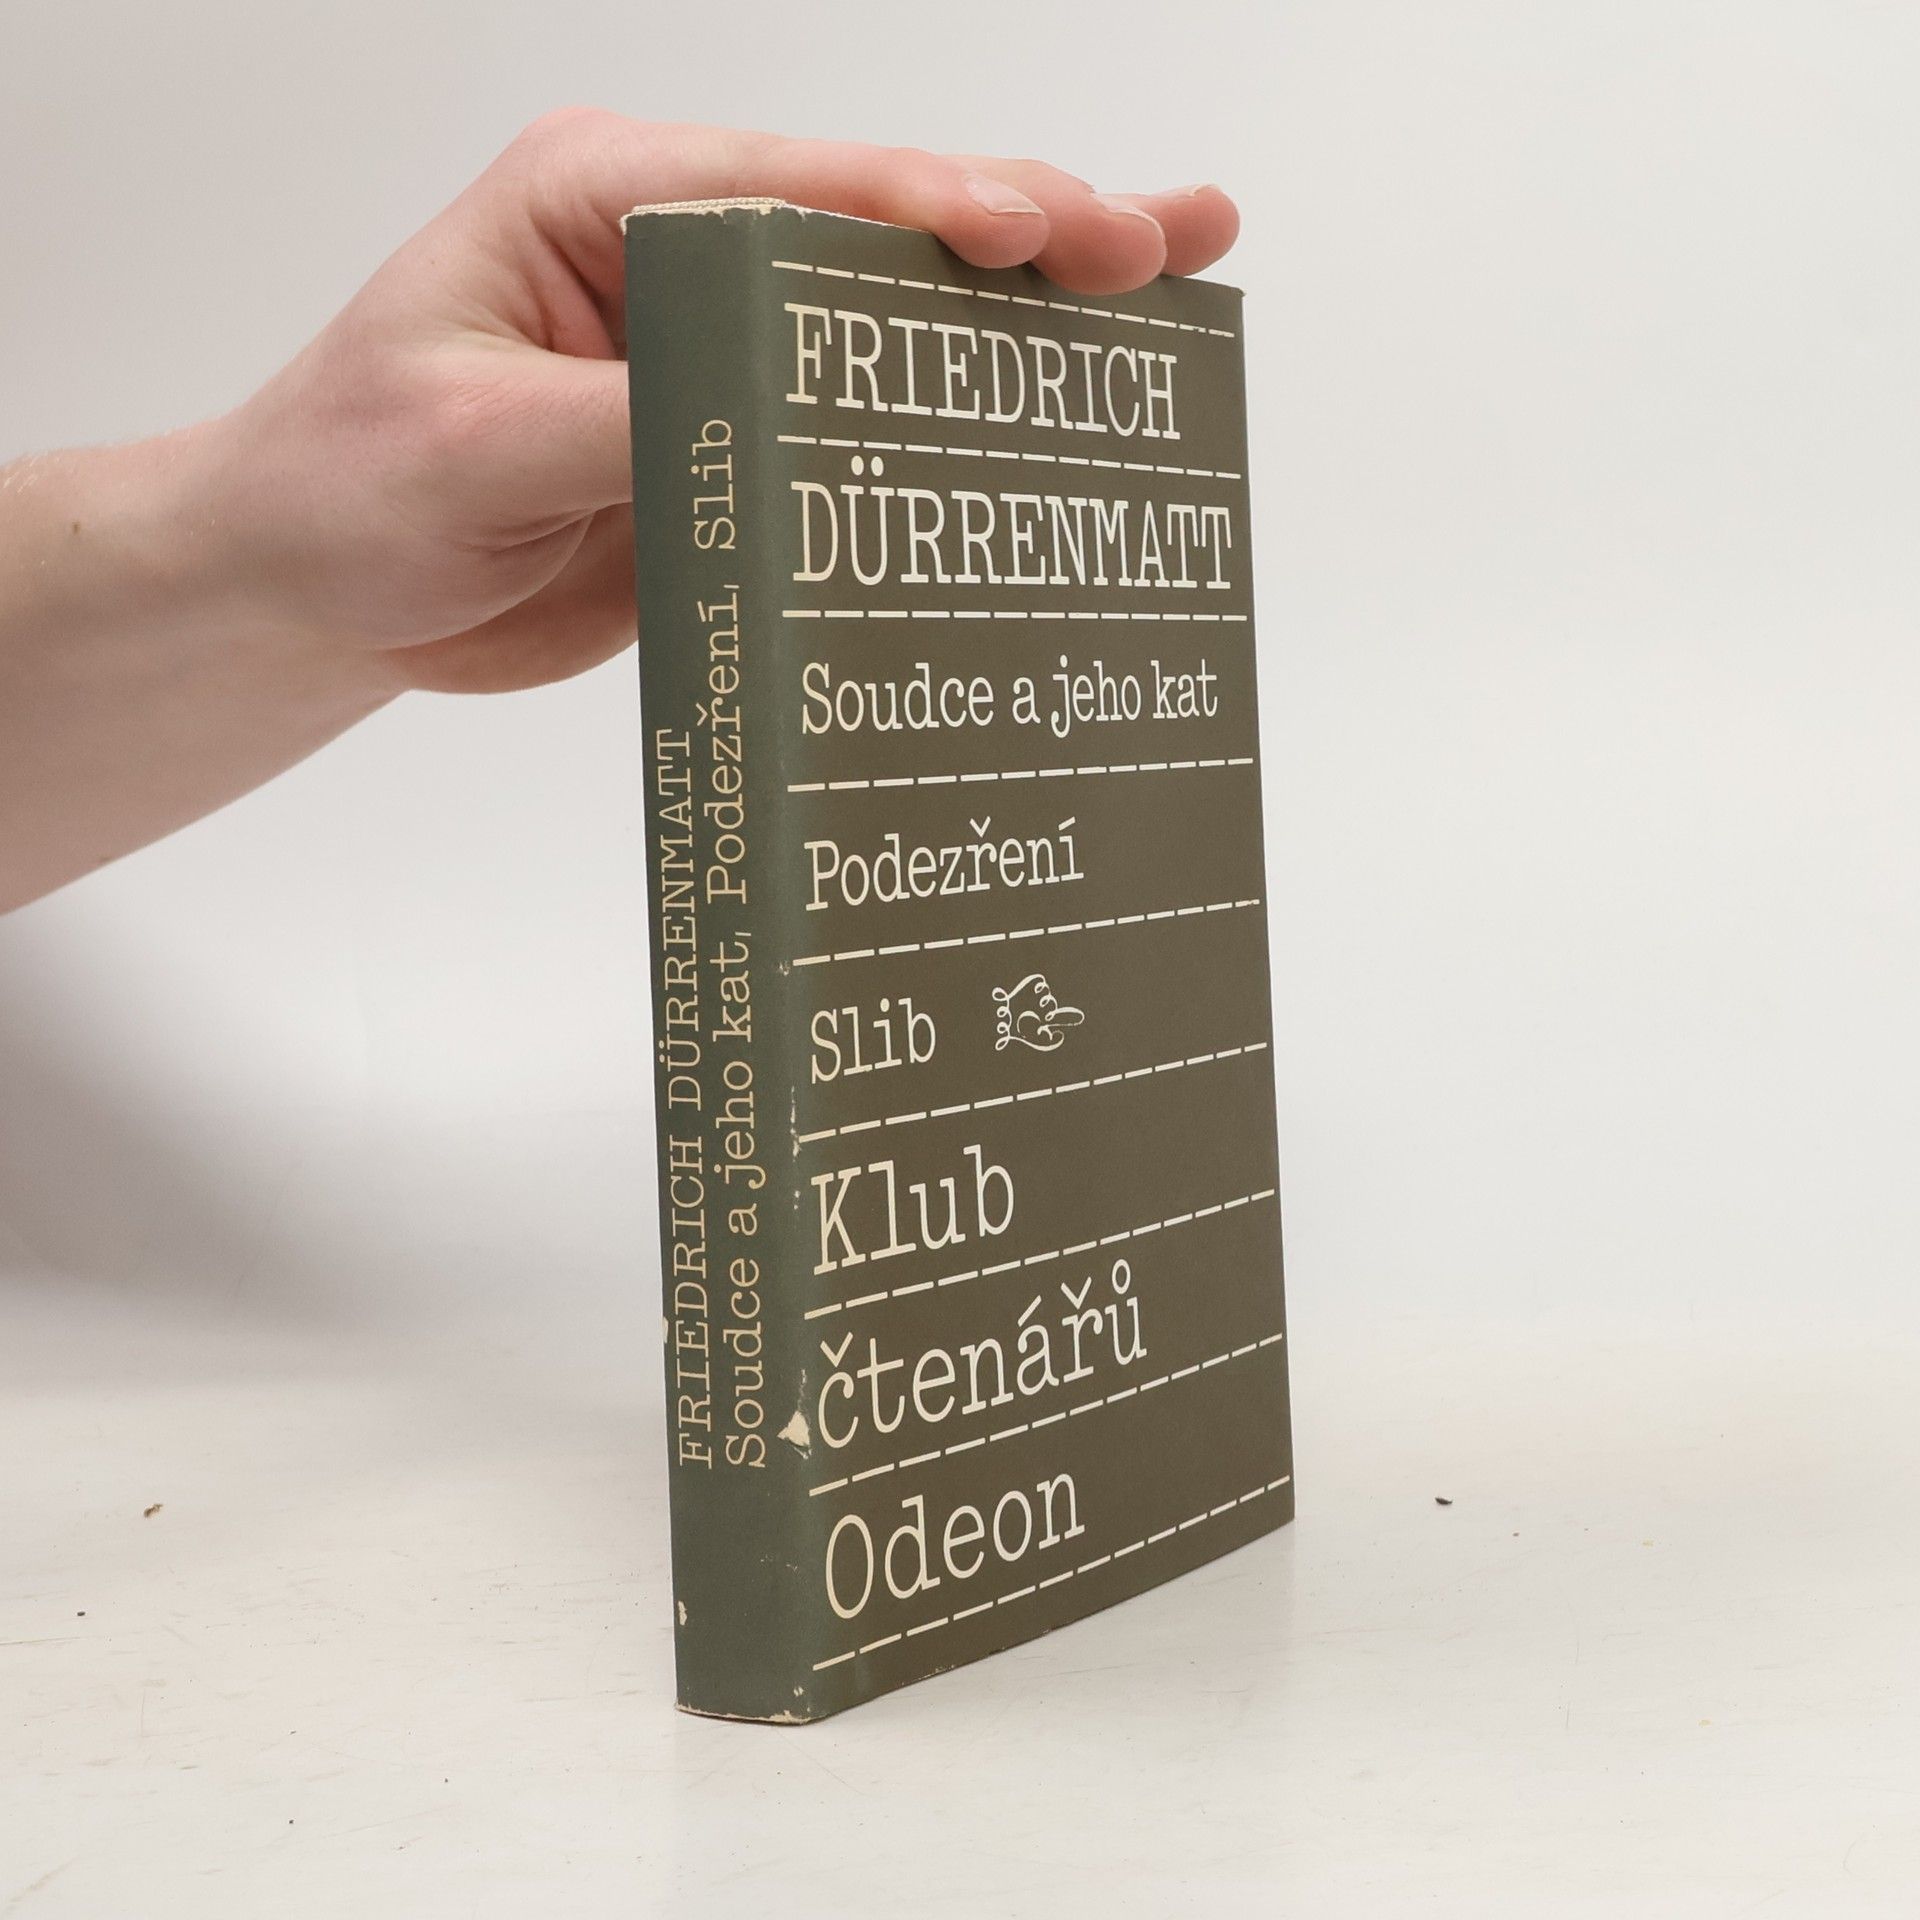 FRIEDRICH DÜRRENMATT
Soudce a jeho kat, Podezření, Slib
FRIEDRICH
DÜRRENMATT
Soudce a jeho kat
Podezření
Slib
Klub
čtenářů
Odeon